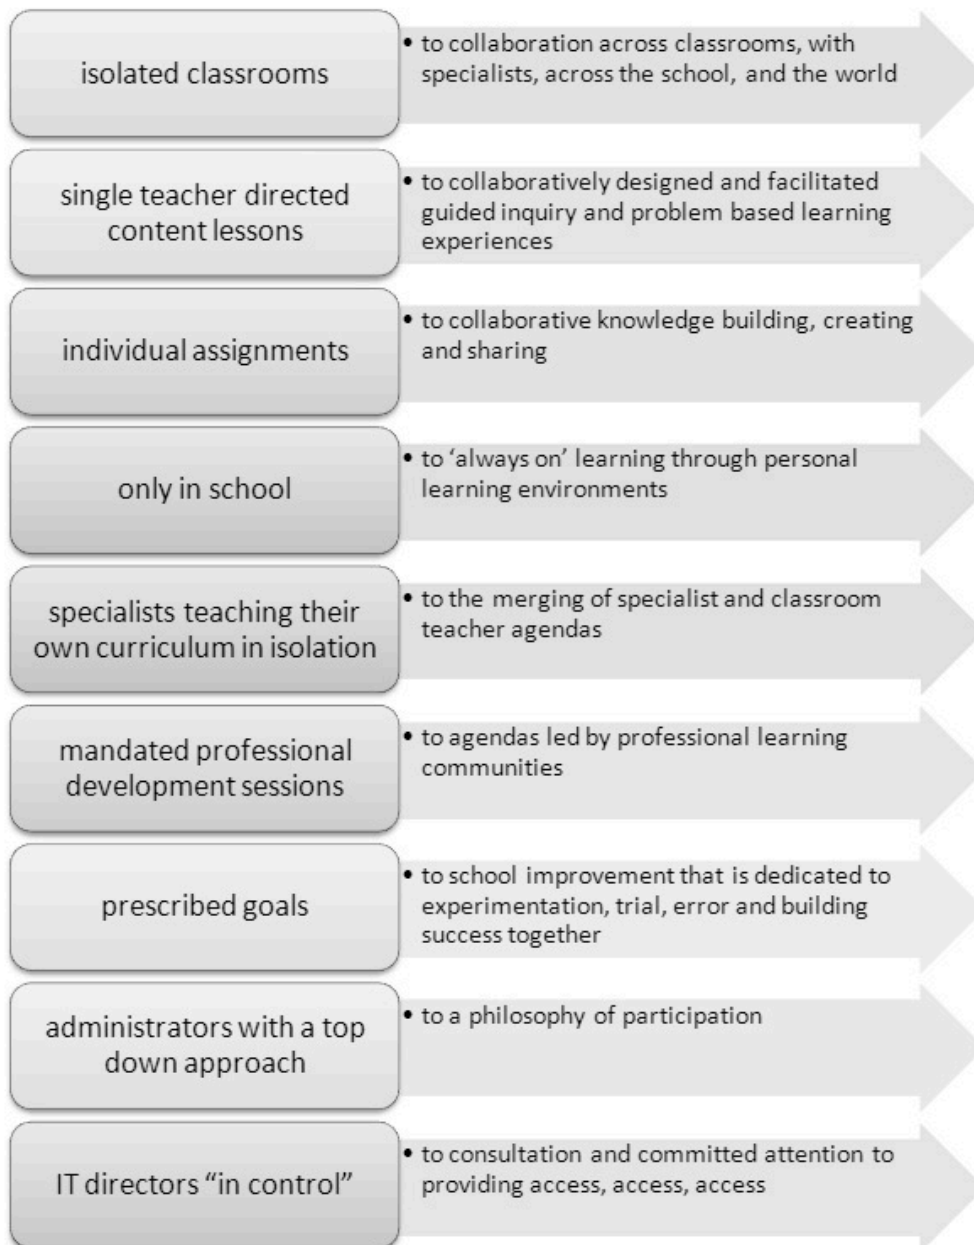 isolated classrooms
• to collaboration across classrooms, with
specialists, across the school, and the world
single teacher directed
content lessons
• to collaboratively designed and facilitated
guided inquiry and problem based learning
experiences
individual assignments
• to collaborative knowledge building, creating
and sharing
only in school
• to ‘always on’ learning through personal
learning environments
specialists teaching their
own curriculum in isolation
• to the merging of specialist and classroom
teacher agendas
mandated professional
development sessions
• to agendas led by professional learning
communities
prescribed goals
• to school improvement that is dedicated to
experimentation, trial, error and building
success together
administrators with a top
down approach
• to a philosophy of participation
IT directors “in control”
• to consultation and committed attention to
providing access, access, access